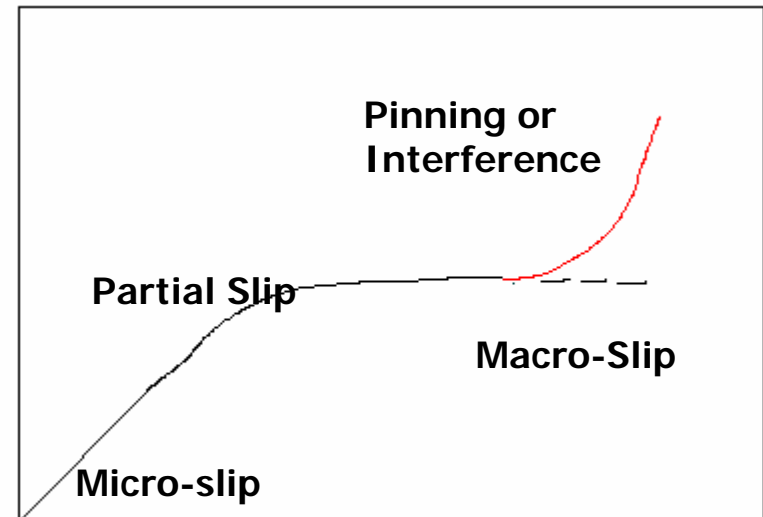 Pinning or
Interference
Partial Slip
Macro-Slip
Micro-slip